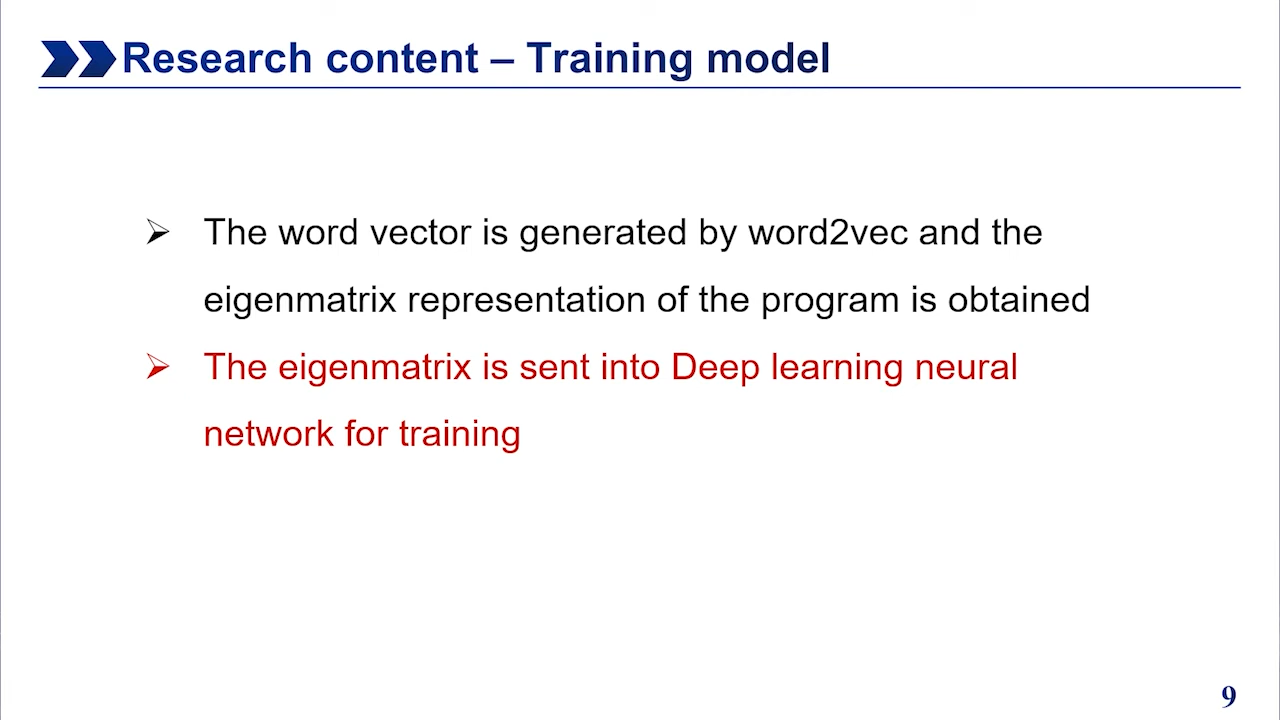 Research content – Training model
The word vector is generated by word2vec and the
eigenmatrix representation of the program is obtained
The eigenmatrix is sent into Deep learning neural
network for training
9